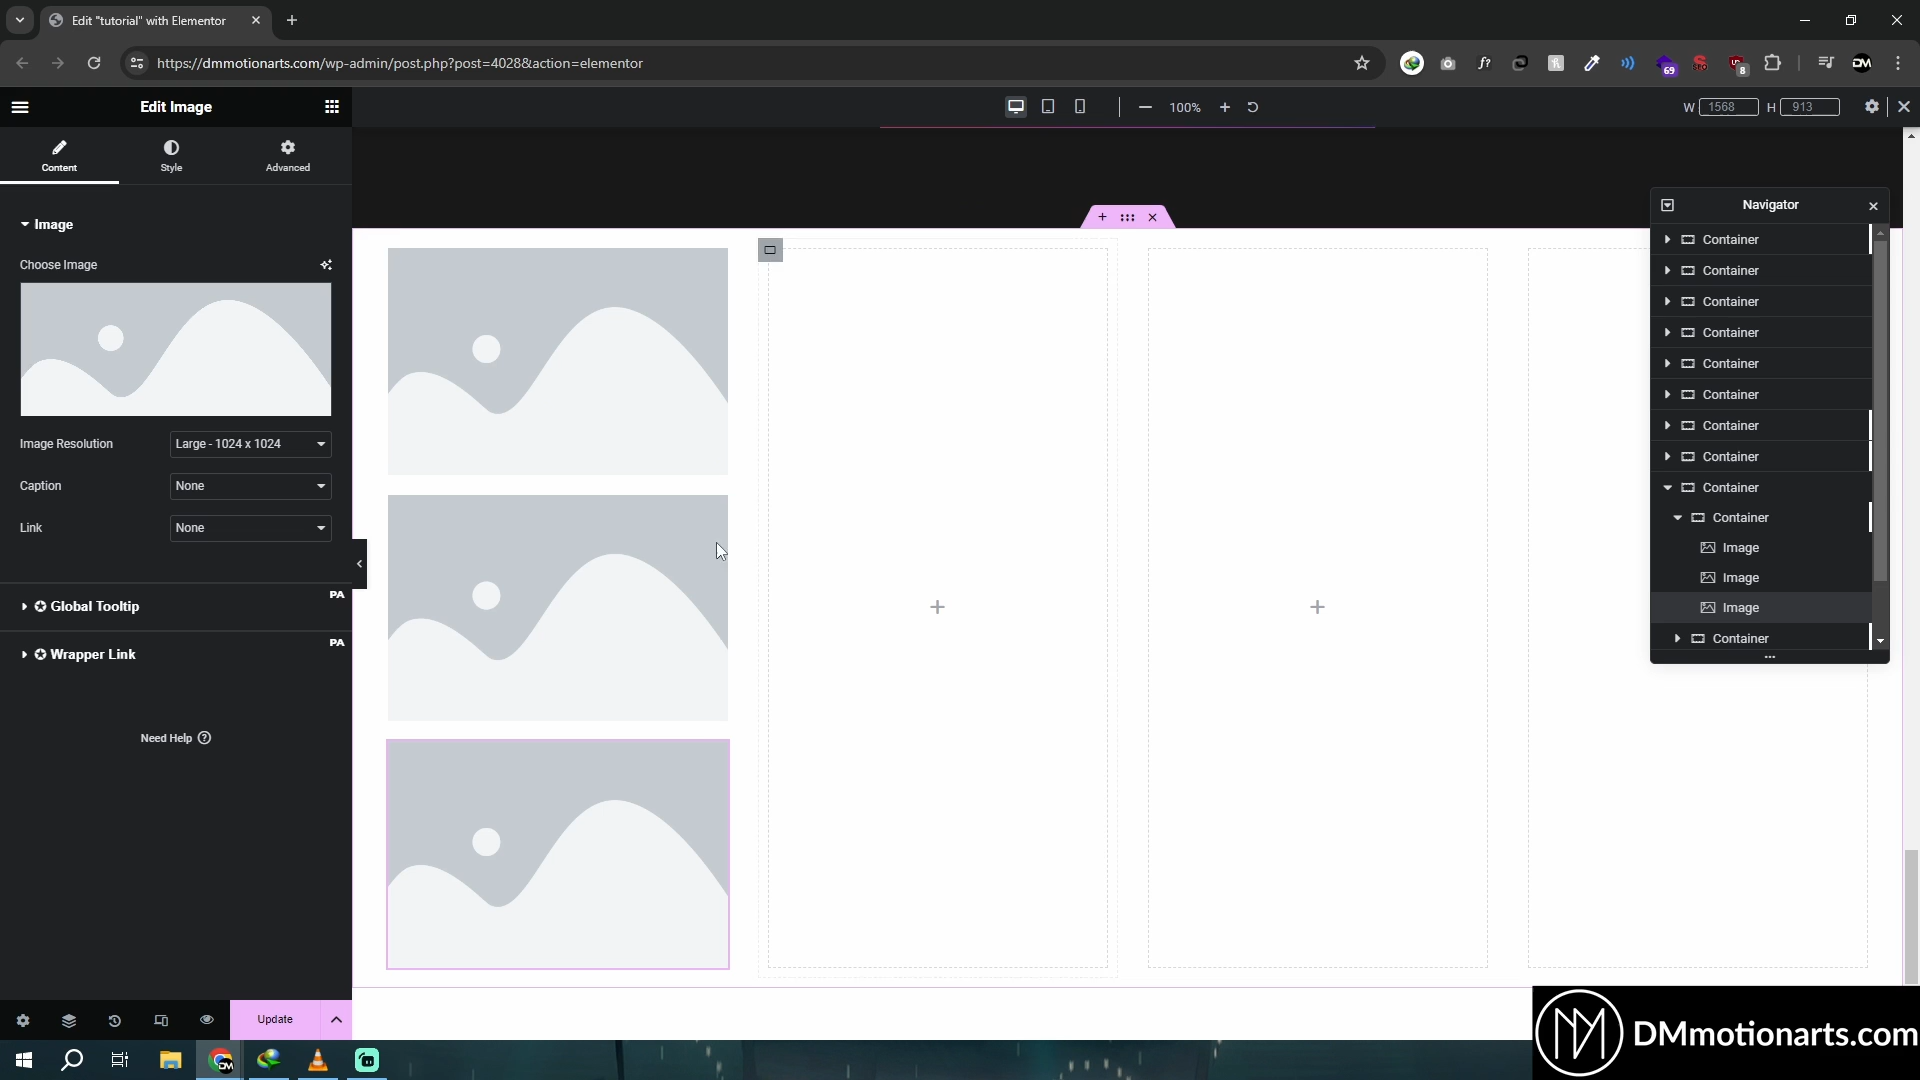 Edit "tutorial" with Elementor
https://dmmotionarts.com/wp-admin/post.php?post=4028&action=elementor
f?
69
8
DM
Edit Image
100%
W 1568 H 913
Content
Style
Advanced
Image
Choose Image
Image Resolution
Large - 1024 x 1024
Caption
None
Link
None
PA
Global Tooltip
PA
Wrapper Link
Need Help
Update
Navigator
Container
Container
Container
Container
Container
Container
Container
Container
Container
Container
Image
Image
Image
Container
DMmotionarts.com